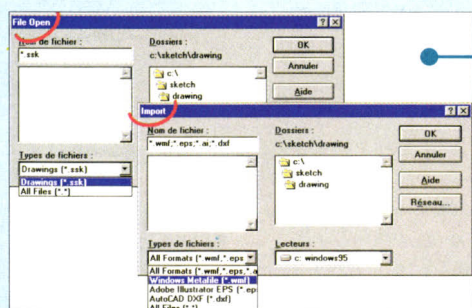 File Open
Nom de fichier :
*.ssk
Dossiers :
c:\sketch\drawing
c:\
sketch
drawing
OK
Annuler
Aide
Types de fichiers :
Drawings (*.ssk)
Drawings (*.ssk)
All Files (*.*)
Import
Nom de fichier :
*.wmf;*.eps;*.ai;*.dxf
Dossiers :
c:\sketch\drawing
c:\
sketch
drawing
OK
Annuler
Aide
Réseau...
Types de fichiers :
All Formats (*.wmf,*.eps
All Formats (*.wmf,*.eps,*.a
Windows Metafile (*.wmf)
Adobe Illustrator EPS (*.ep
AutoCAD DXF (*.dxf)
All Files (*.*)
Lecteurs :
c: windows95